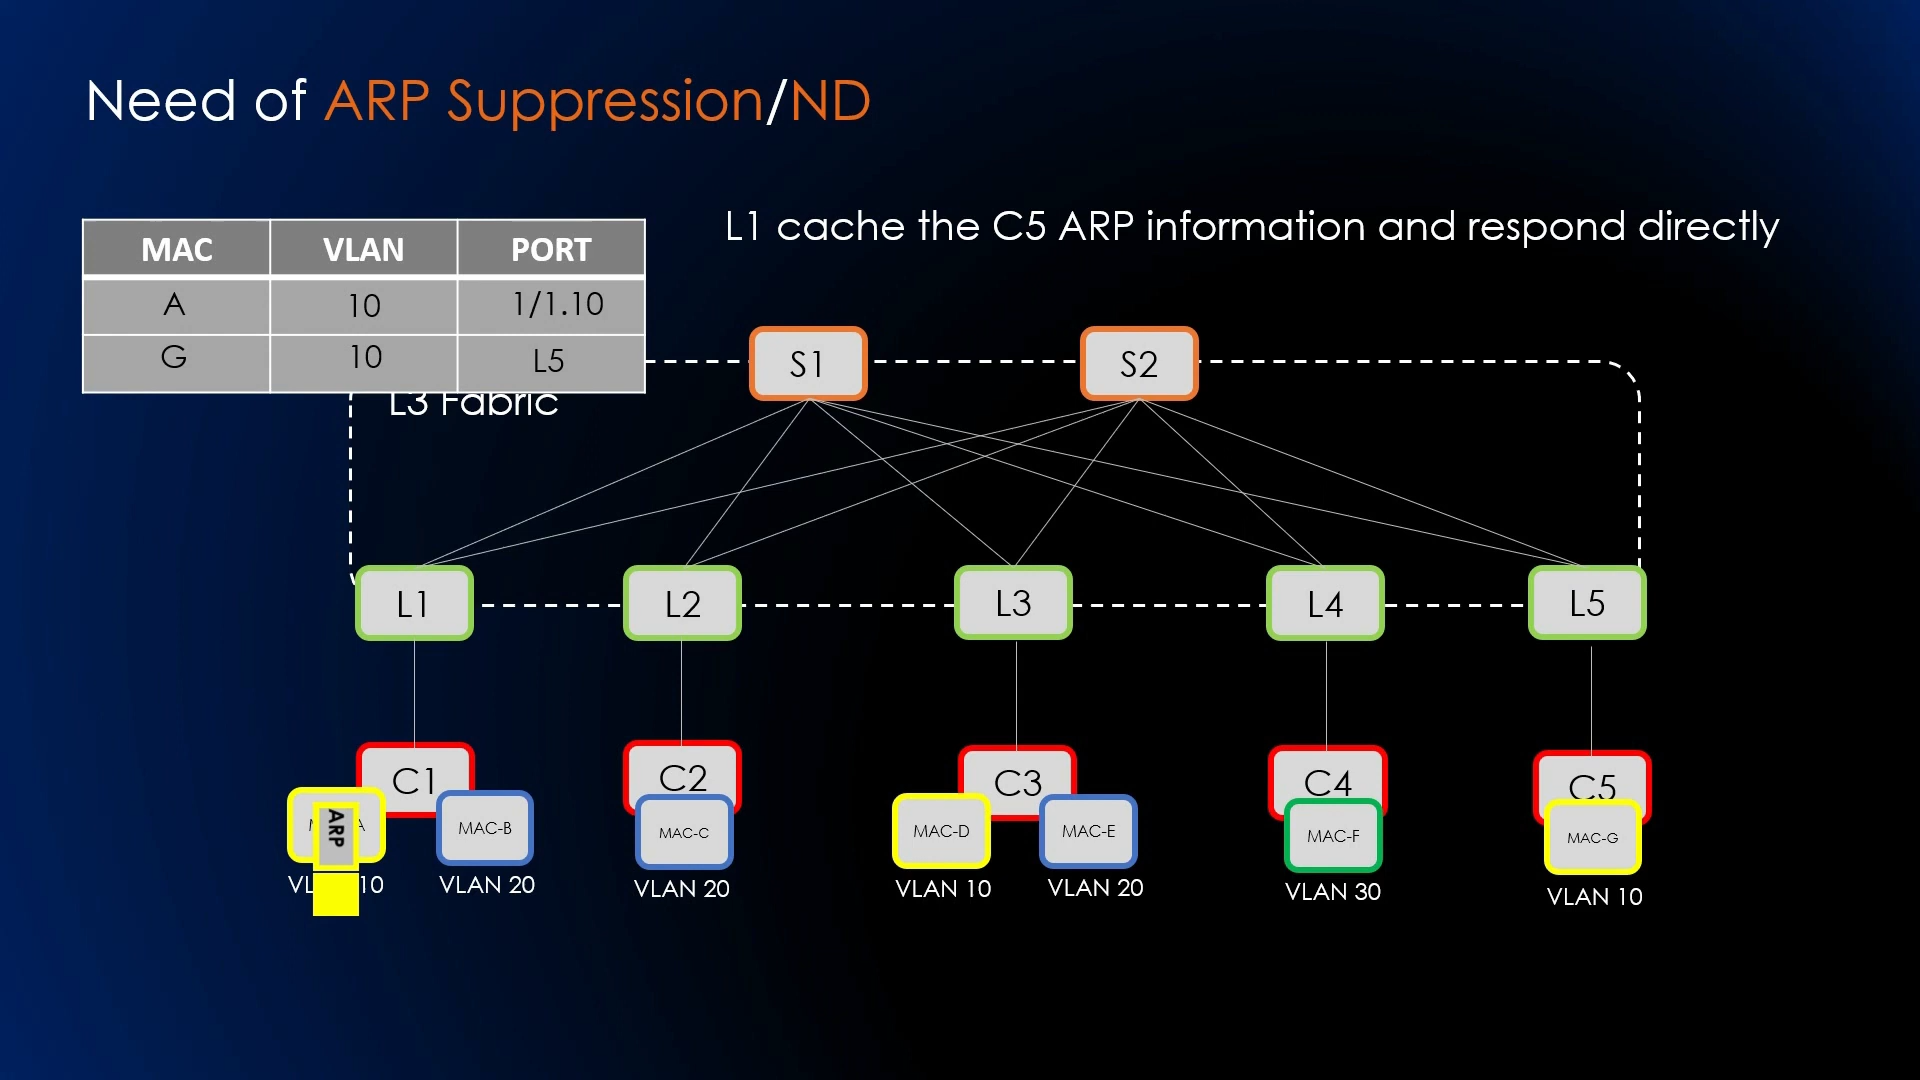 Need of ARP Suppression/ND
L1 cache the C5 ARP information and respond directly
MAC VLAN PORT
A 10 1/1.10
G 10 L5
L3 Fabric
S1 S2
L1 L2 L3 L4 L5
C1 C2 C3 C4 C5
ARP MAC-B MAC-C MAC-D MAC-E MAC-F MAC-G
10 VLAN 20 VLAN 20 VLAN 10 VLAN 20 VLAN 30 VLAN 10